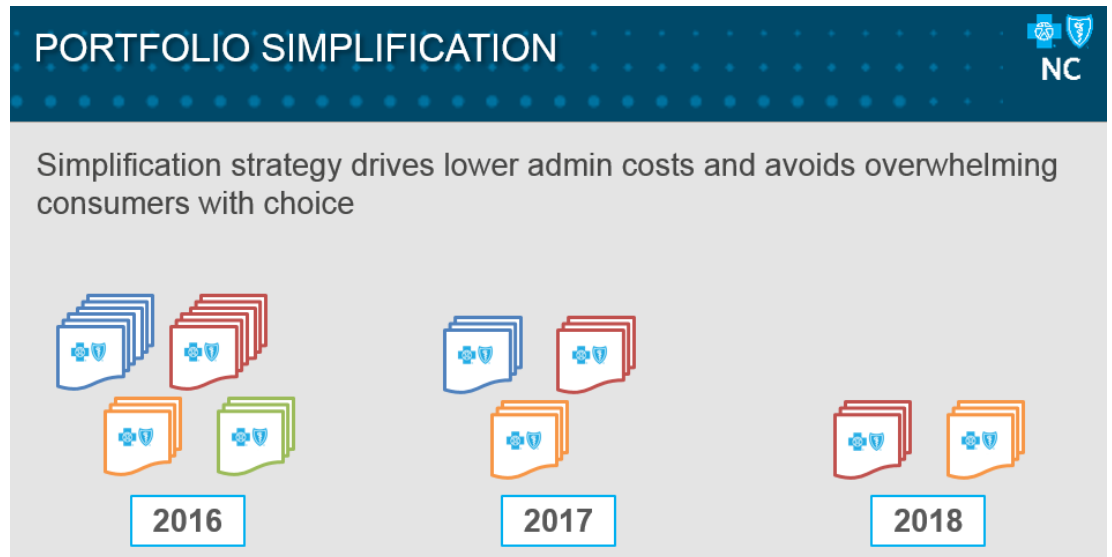 PORTFOLIO SIMPLIFICATION
NC
Simplification strategy drives lower admin costs and avoids overwhelming
consumers with choice
2016
2017
2018